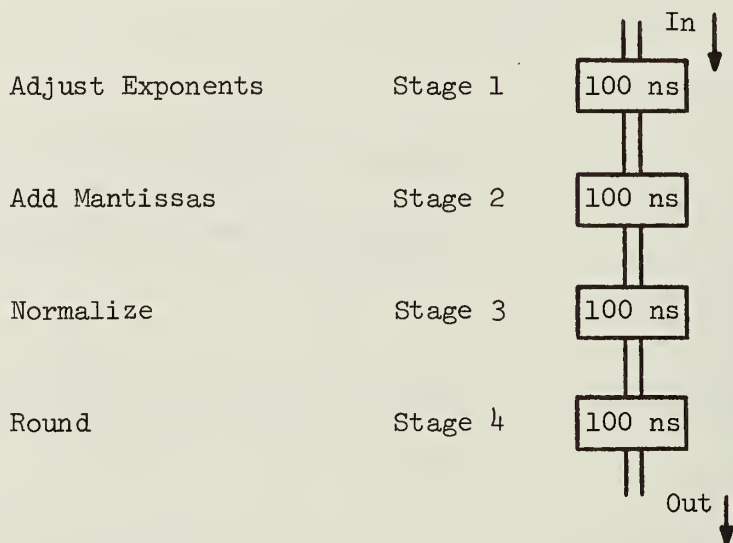 In
Adjust Exponents Stage 1 100 ns
Add Mantissas Stage 2 100 ns
Normalize Stage 3 100 ns
Round Stage 4 100 ns
Out